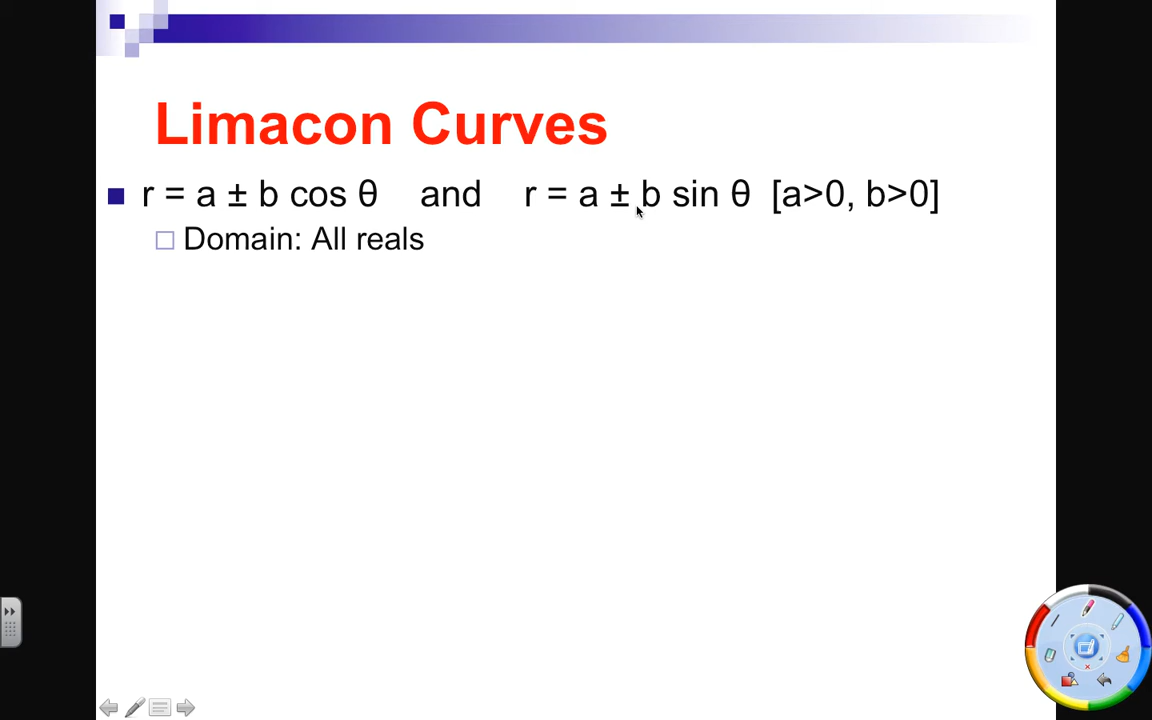 Limacon Curves
r = a ± b cos θ and r = a ± b sin θ [a>0, b>0]
Domain: All reals